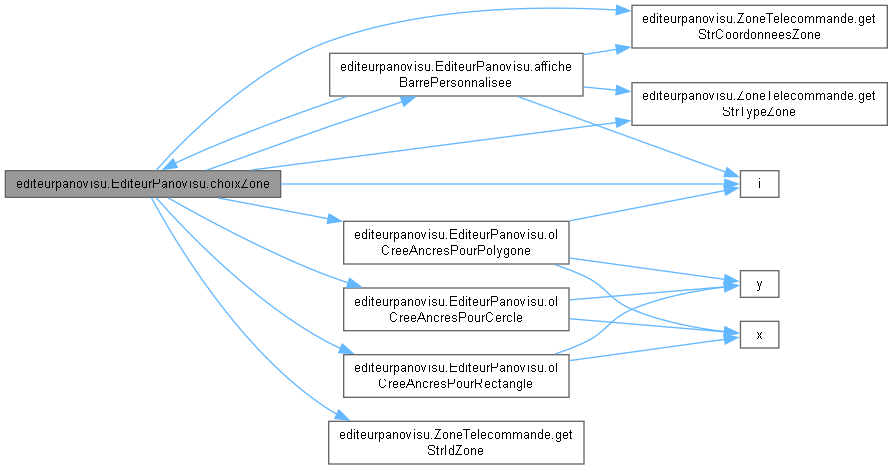 editeurpanovisu.ZoneTelecommande.get
StrCoordonneesZone
editeurpanovisu.EditeurPanovisu.affiche
BarrePersonnalisee
editeurpanovisu.ZoneTelecommande.get
StrTypeZone
editeurpanovisu.EditeurPanovisu.choixZone
i
editeurpanovisu.EditeurPanovisu.ol
CreeAncresPourPolygone
y
editeurpanovisu.EditeurPanovisu.ol
CreeAncresPourCercle
x
editeurpanovisu.EditeurPanovisu.ol
CreeAncresPourRectangle
editeurpanovisu.ZoneTelecommande.get
StrIdZone